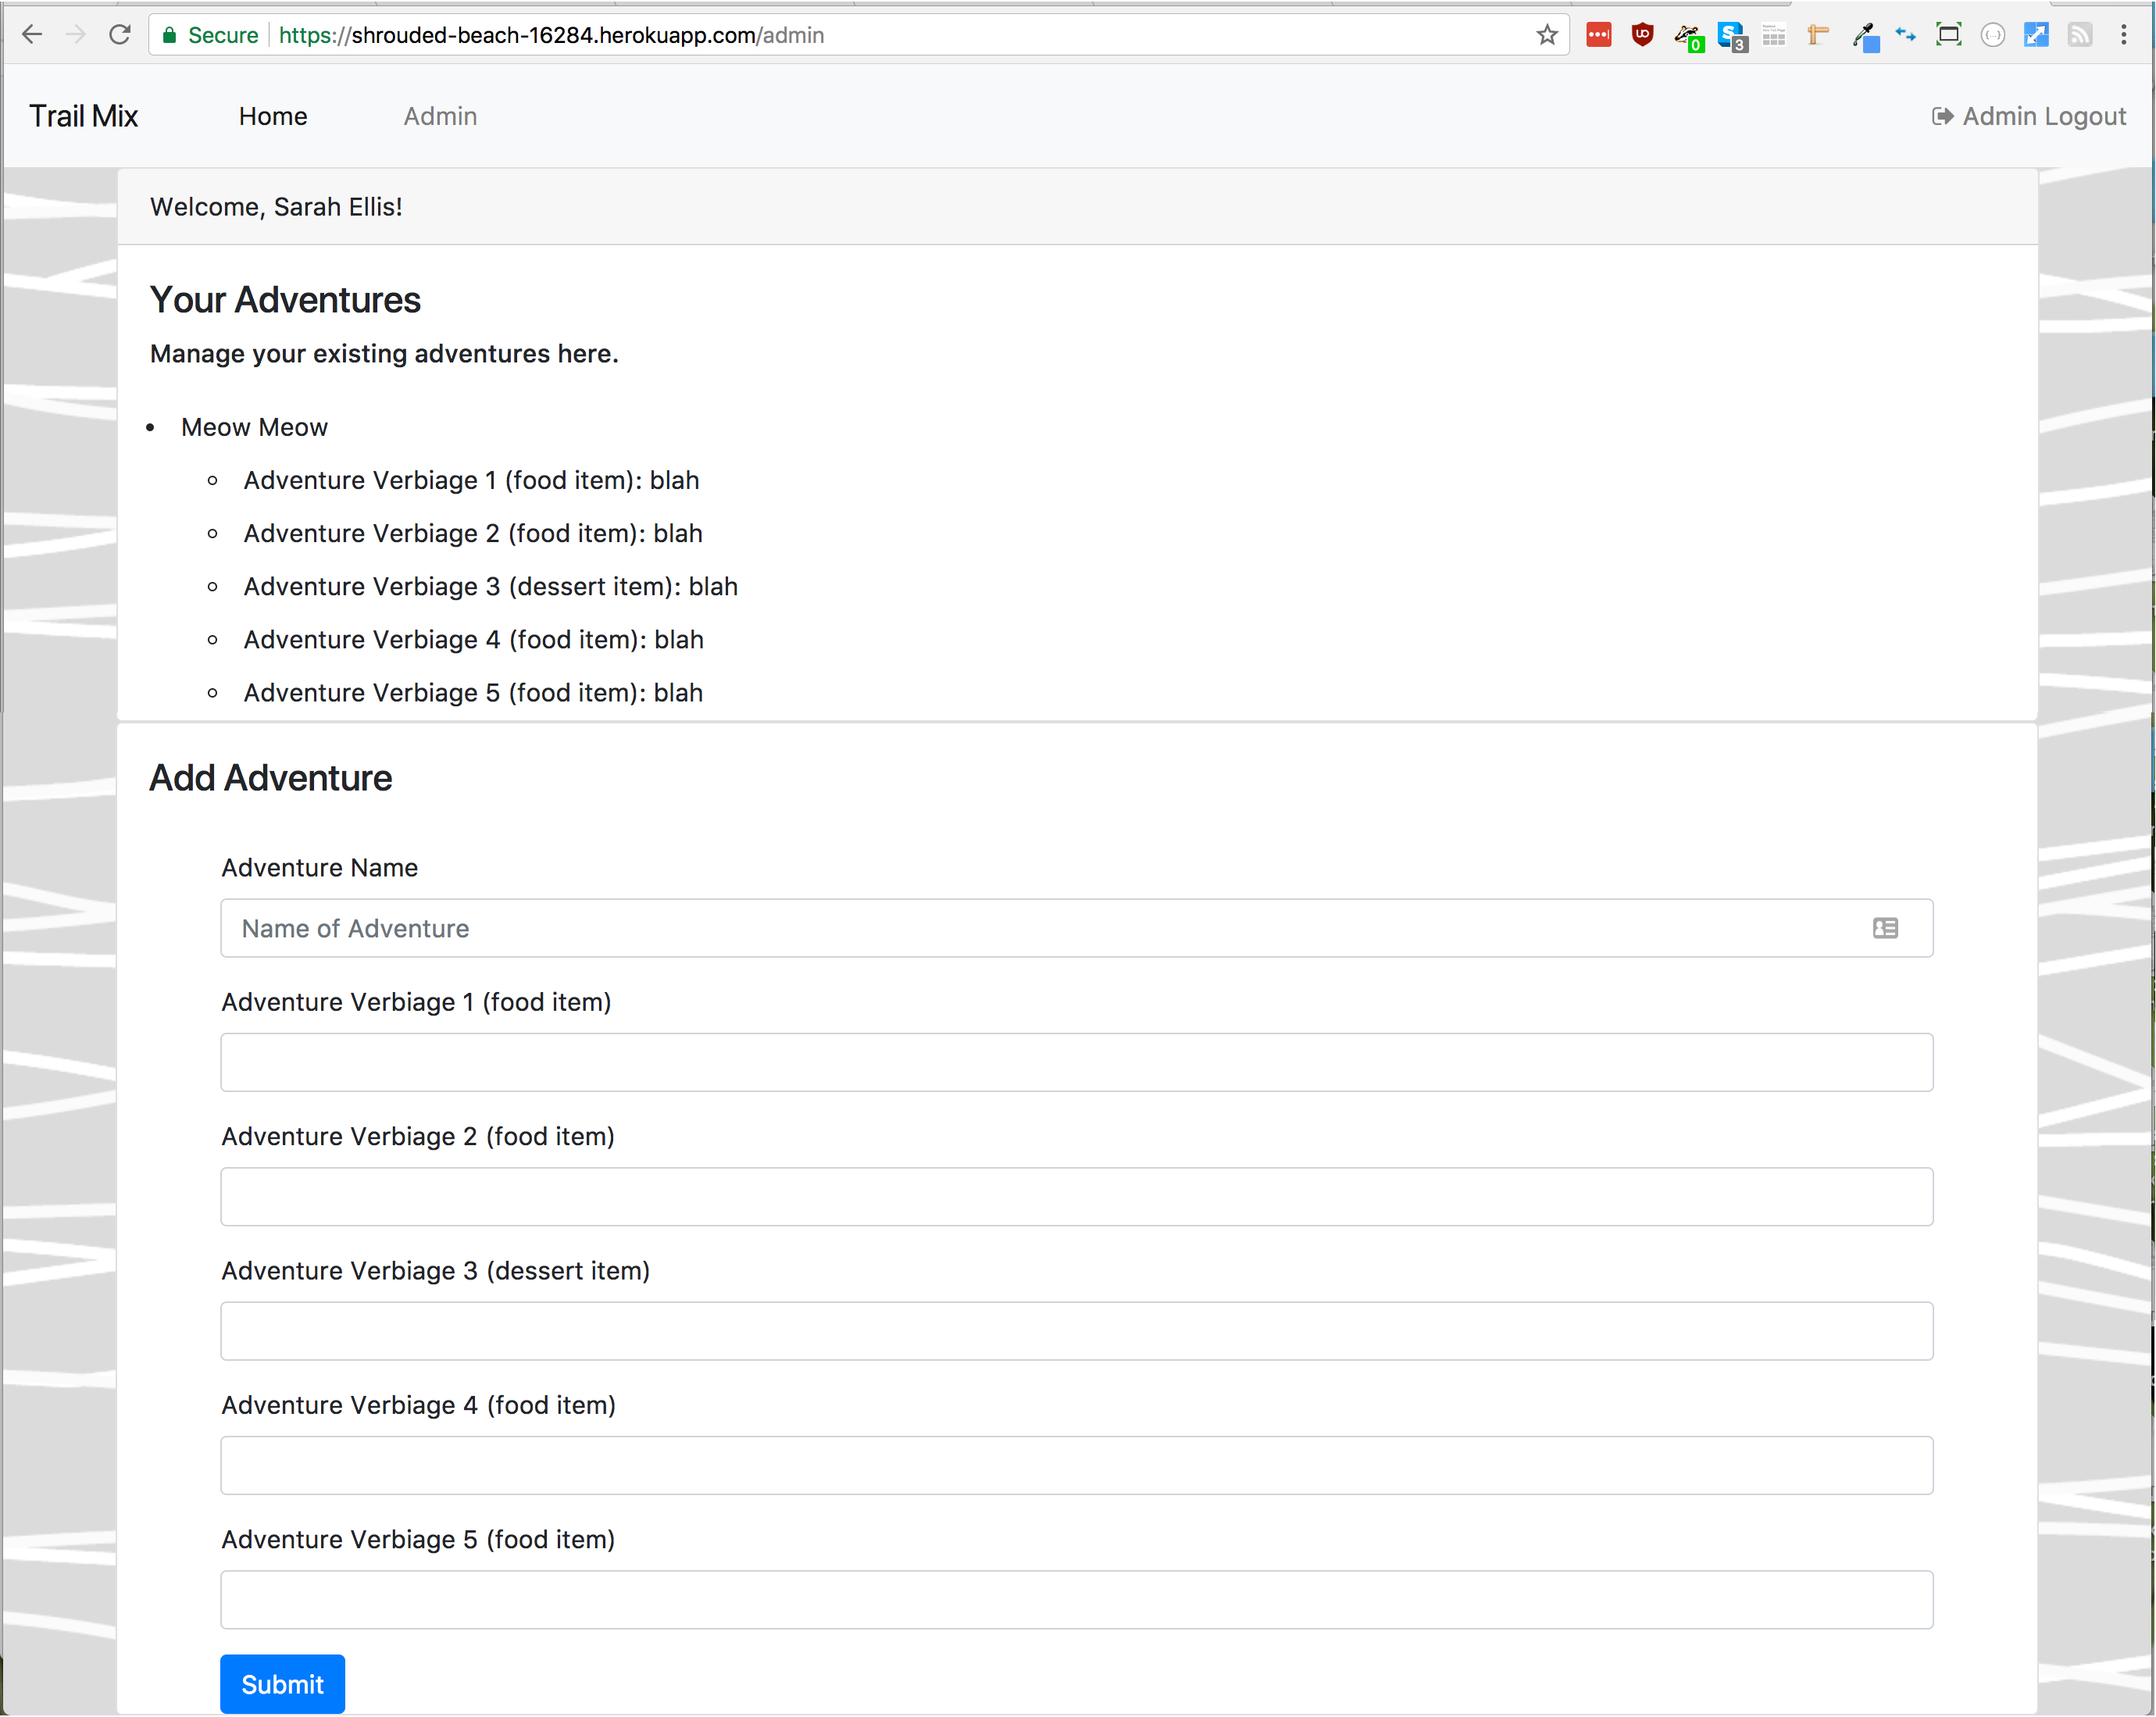 Secure https://shrouded-beach-16284.herokuapp.com/admin
0
3
Trail Mix Home Admin Admin Logout
Welcome, Sarah Ellis!
Your Adventures
Manage your existing adventures here.
Meow Meow
Adventure Verbiage 1 (food item): blah
Adventure Verbiage 2 (food item): blah
Adventure Verbiage 3 (dessert item): blah
Adventure Verbiage 4 (food item): blah
Adventure Verbiage 5 (food item): blah
Add Adventure
Adventure Name
Name of Adventure
Adventure Verbiage 1 (food item)
Adventure Verbiage 2 (food item)
Adventure Verbiage 3 (dessert item)
Adventure Verbiage 4 (food item)
Adventure Verbiage 5 (food item)
Submit